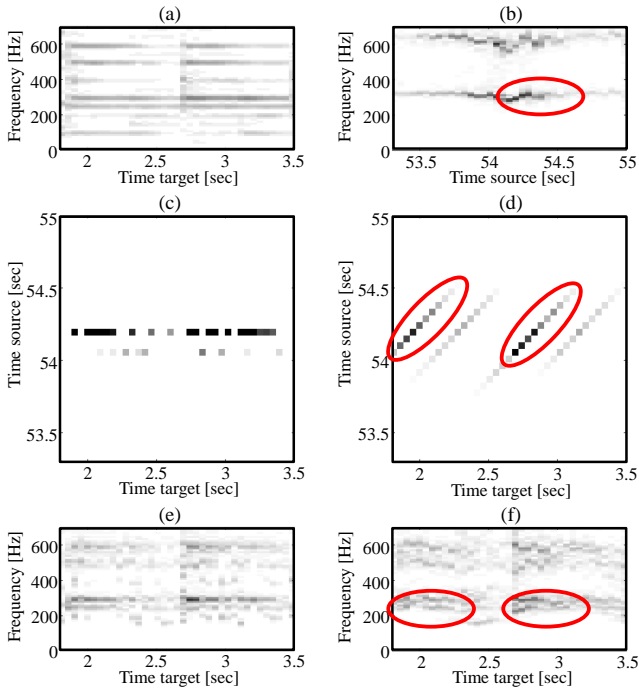 (a)
(b)
Frequency [Hz]
600
400
200
0
2
2.5
3
3.5
Time target [sec]
Frequency [Hz]
600
400
200
0
53.5
54
54.5
55
Time source [sec]
(c)
(d)
Time source [sec]
55
54.5
54
53.5
2
2.5
3
3.5
Time target [sec]
Time source [sec]
55
54.5
54
53.5
2
2.5
3
3.5
Time target [sec]
(e)
(f)
Frequency [Hz]
600
400
200
0
2
2.5
3
3.5
Time target [sec]
Frequency [Hz]
600
400
200
0
2
2.5
3
3.5
Time target [sec]